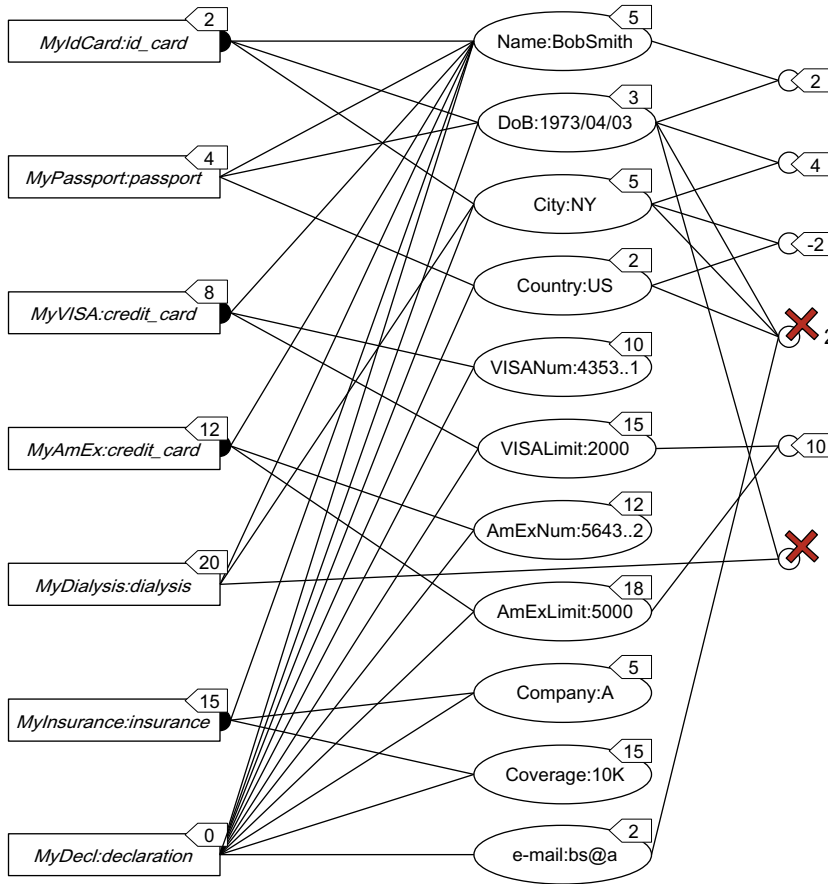 2
MyIdCard:id_card
4
MyPassport:passport
8
MyVISA:credit_card
12
MyAmEx:credit_card
20
MyDialysis:dialysis
15
MyInsurance:insurance
0
MyDecl:declaration
5
Name:BobSmith
3
DoB:1973/04/03
5
City:NY
2
Country:US
10
VISANum:4353..1
15
VISALimit:2000
12
AmExNum:5643..2
18
AmExLimit:5000
5
Company:A
15
Coverage:10K
2
e-mail:bs@a
2
4
-2
10